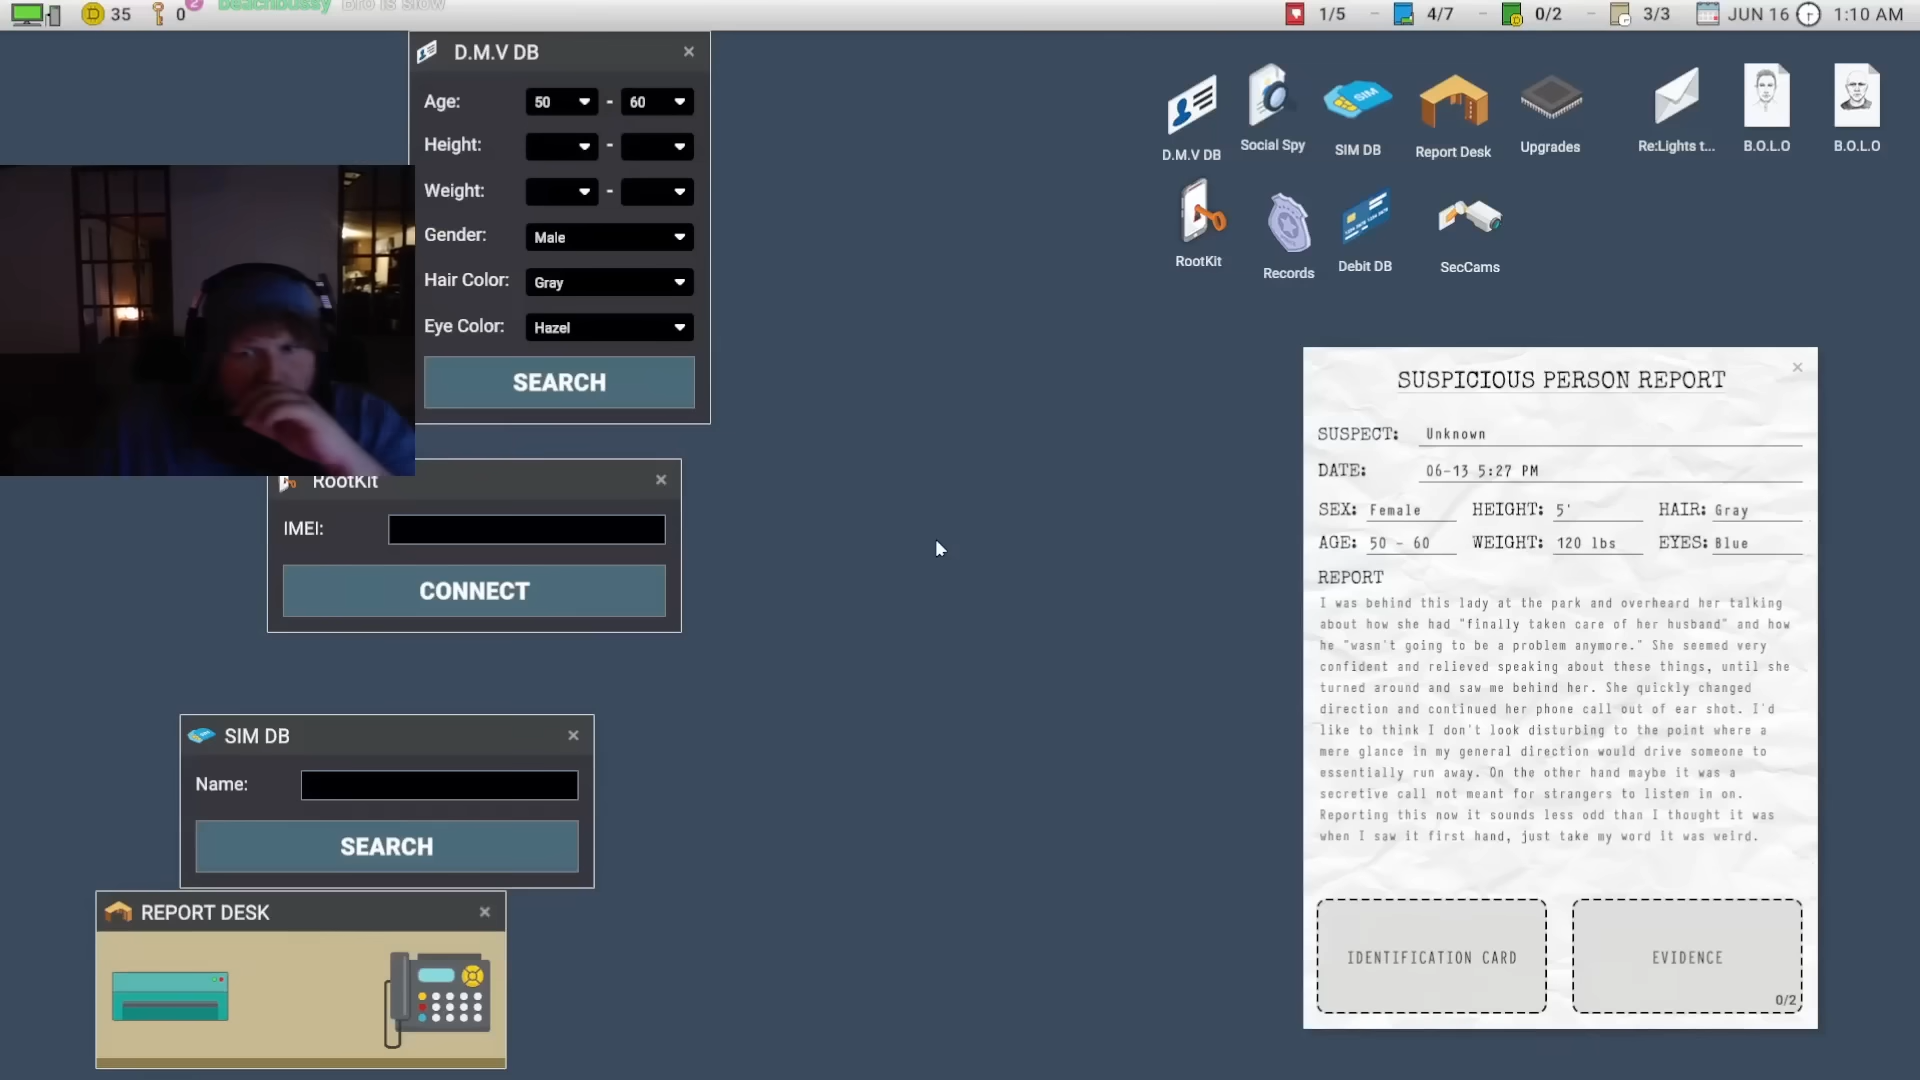 35
0
2
Beachbussy Bro is slow
1/5
4/7
0/2
3/3
JUN 16
1:10 AM
D.M.V DB
Age: 50 - 60
Height: -
Weight: -
Gender: Male
Hair Color: Gray
Eye Color: Hazel
SEARCH
D.M.V DB
Social Spy
SIM
SIM DB
Report Desk
Upgrades
Re:Lights t...
B.O.L.O
B.O.L.O
RootKit
Records
Debit DB
SecCams
RootKit
IMEI:
CONNECT
SIM DB
Name:
SEARCH
REPORT DESK
SUSPICIOUS PERSON REPORT
SUSPECT: Unknown
DATE: 06-13 5:27 PM
SEX: Female HEIGHT: 5' HAIR: Gray
AGE: 50 - 60 WEIGHT: 120 lbs EYES: Blue
REPORT
I was behind this lady at the park and overheard her talking
about how she had "finally taken care of her husband" and how
he "wasn't going to be a problem anymore." She seemed very
confident and relieved speaking about these things, until she
turned around and saw me behind her. She quickly changed
direction and continued her phone call out of ear shot. I'd
like to think I don't look disturbing to the point where a
mere glance in my general direction would drive someone to
essentially run away. On the other hand maybe it was a
secretive call not meant for strangers to listen in on.
Reporting this now it sounds less odd than I thought it was
when I saw it first hand, just take my word it was weird.
IDENTIFICATION CARD
EVIDENCE
0/2